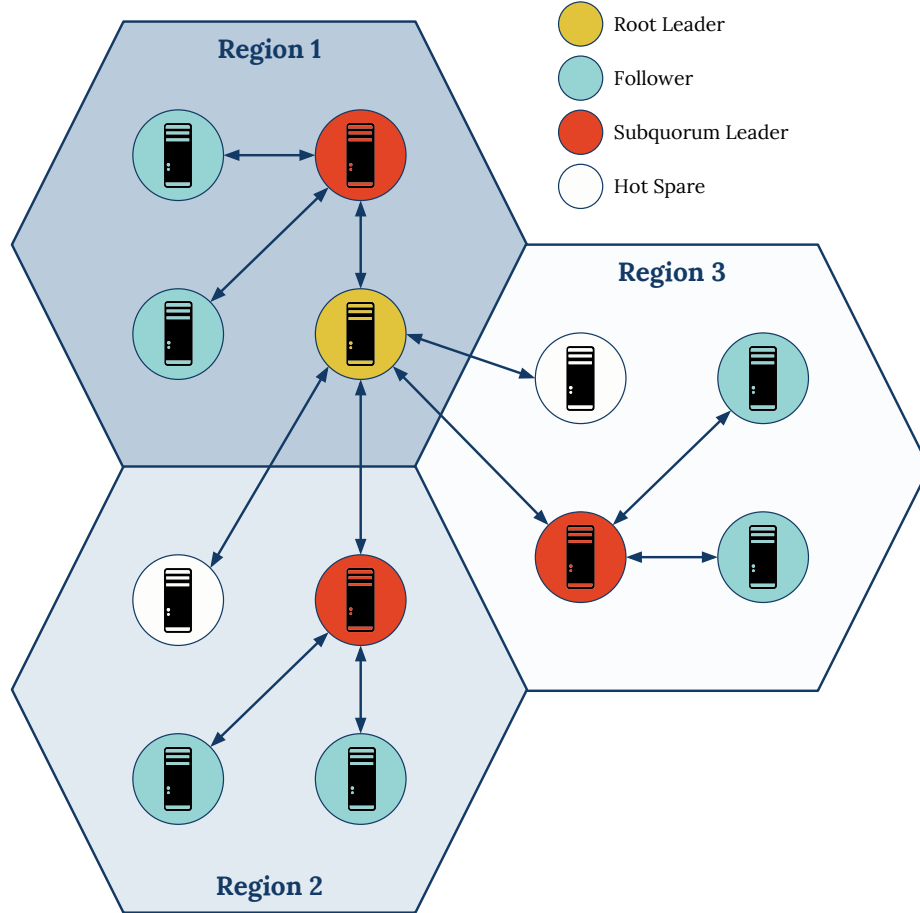 Region 1
Root Leader
Follower
Subquorum Leader
Hot Spare
Region 3
Region 2